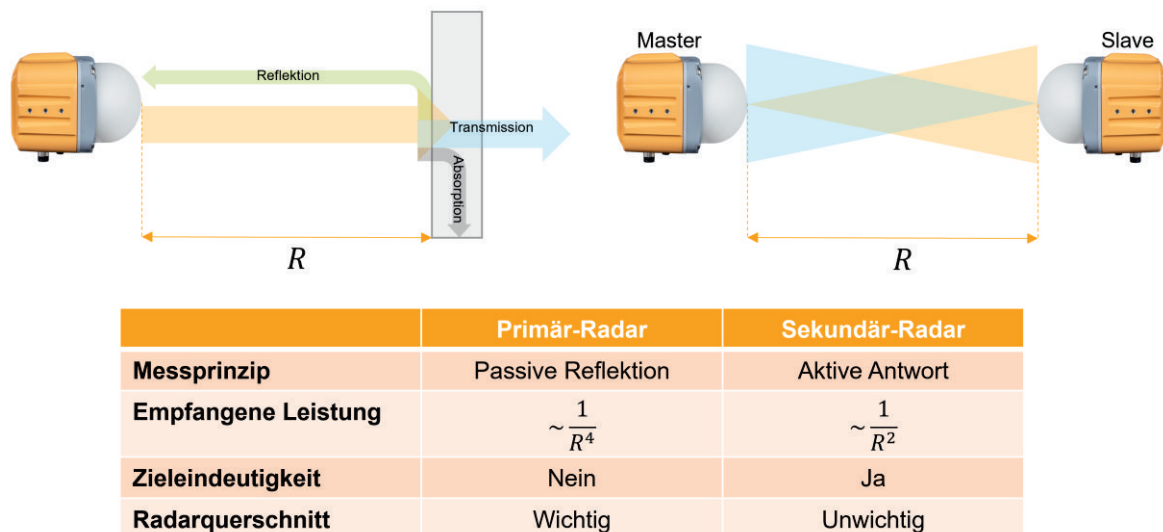 Master
Slave
Reflektion
Transmission
Absorption
R
R
Primär-Radar Sekundär-Radar
Messprinzip Passive Reflektion Aktive Antwort
Empfangene Leistung ~ 1/R⁴ ~ 1/R²
Zieleindeutigkeit Nein Ja
Radarquerschnitt Wichtig Unwichtig